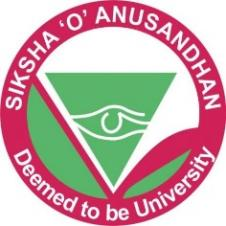 SIKSHA 'O' ANUSANDHAN
Deemed to be University